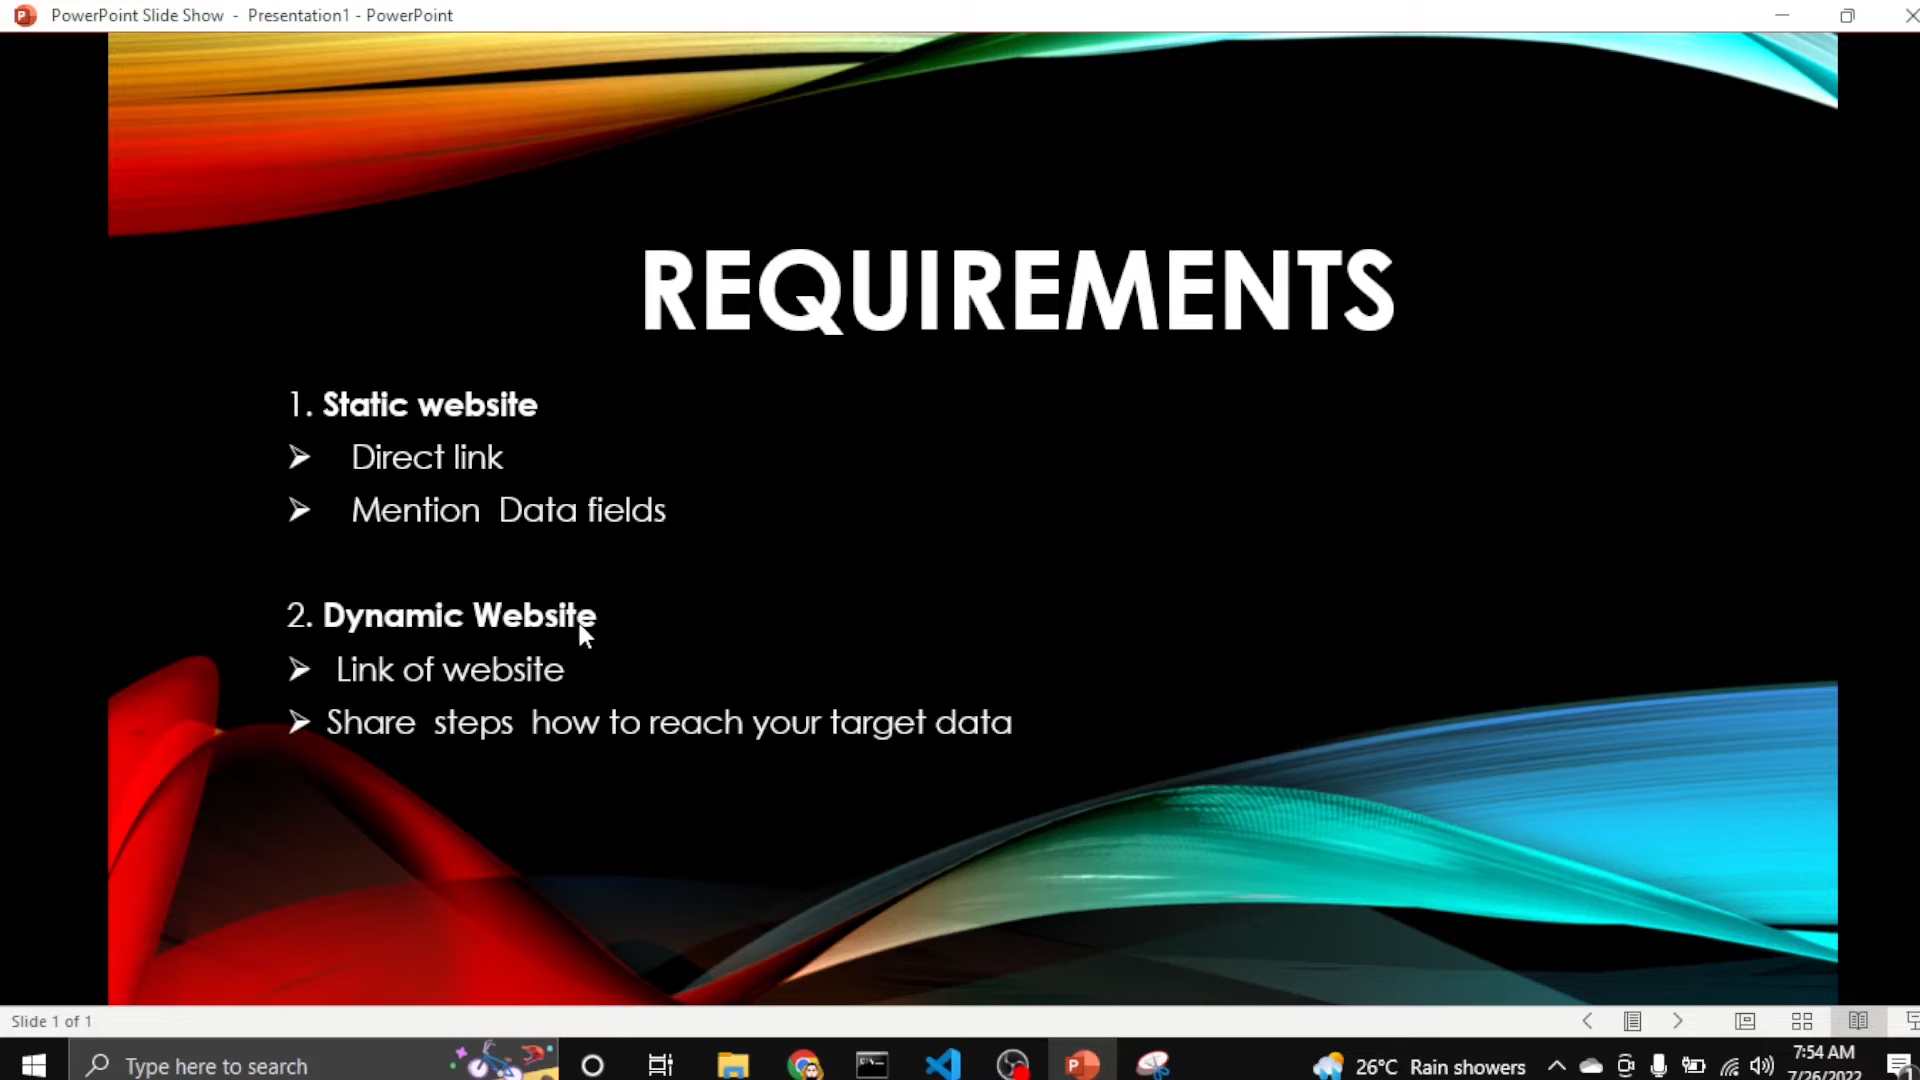 PowerPoint Slide Show - Presentation1 - PowerPoint
REQUIREMENTS
1. Static website
Direct link
Mention Data fields
2. Dynamic Website
Link of website
Share steps how to reach your target data
Slide 1 of 1
Type here to search
26°C Rain showers
7:54 AM
7/26/2022
1